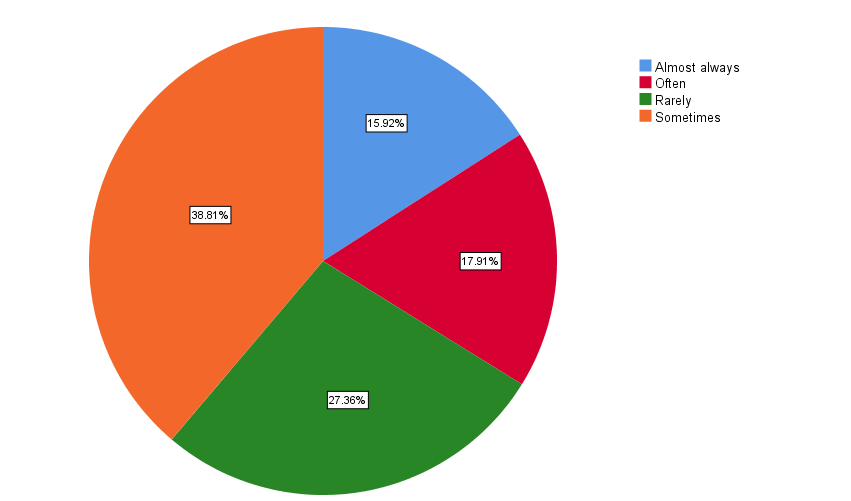 Almost always
Often
Rarely
Sometimes
15.92%
38.81%
17.91%
27.36%